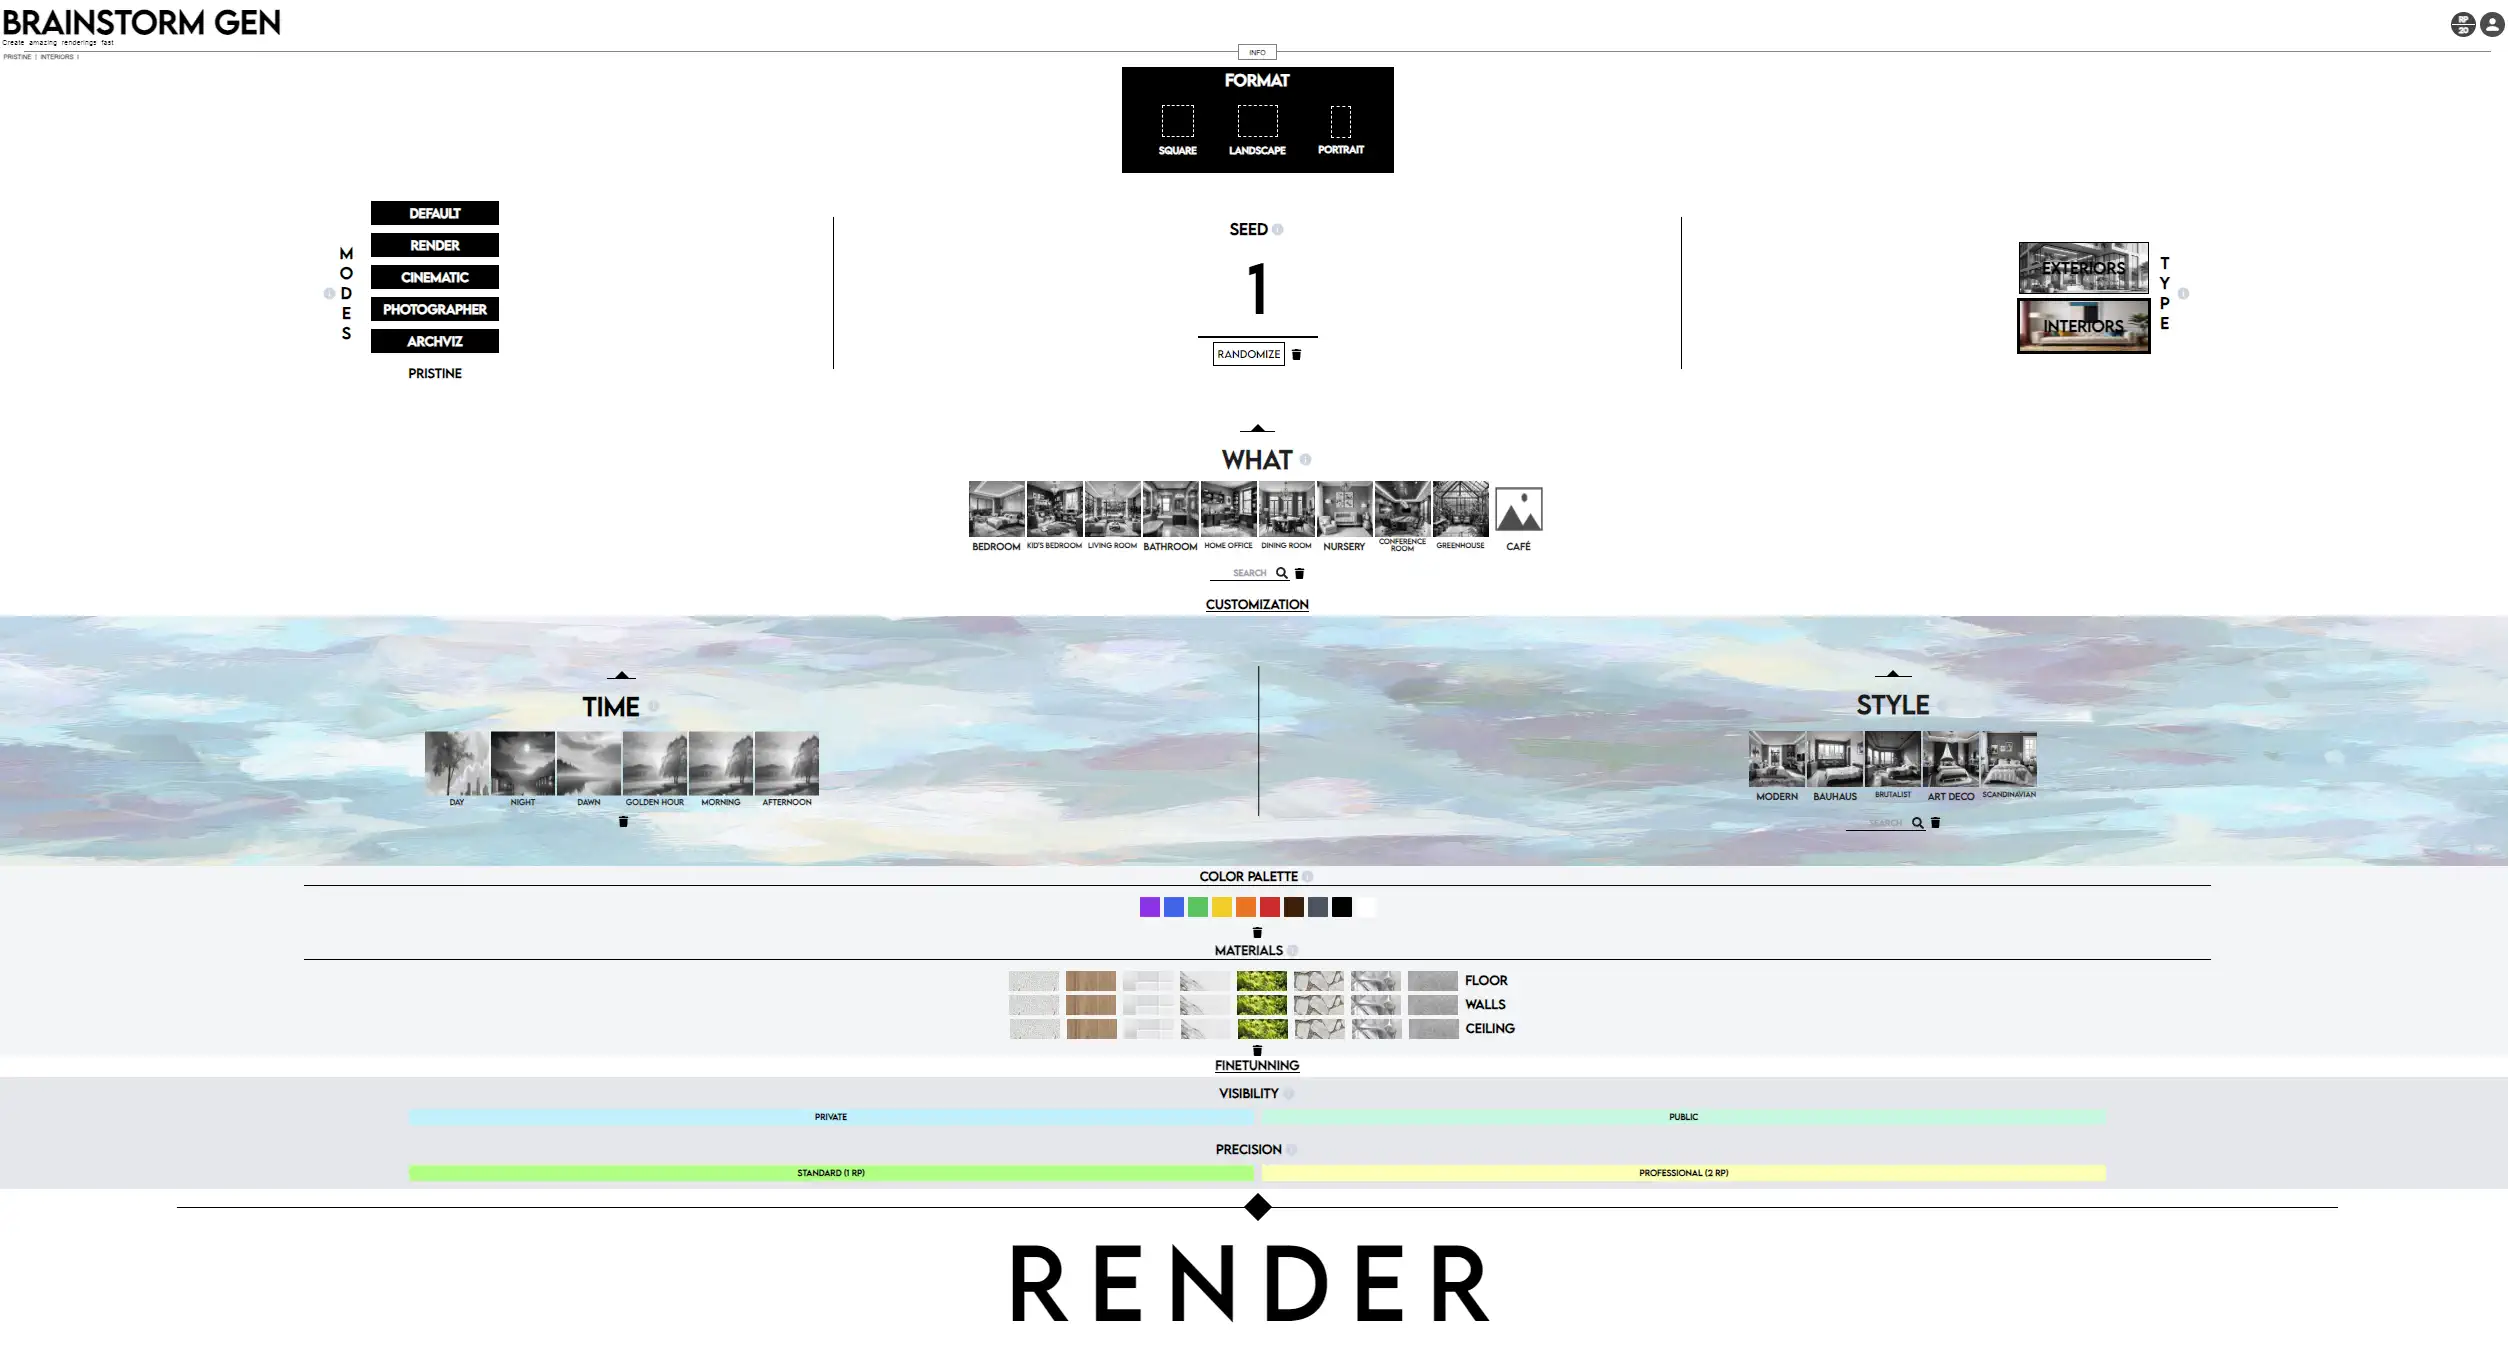 BRAINSTORM GEN
Create amazing renderings fast
RP
20
INFO
PRISTINE | INTERIORS |
FORMAT
SQUARE LANDSCAPE PORTRAIT
MODES
DEFAULT
RENDER
CINEMATIC
PHOTOGRAPHER
ARCHVIZ
PRISTINE
SEED
1
RANDOMIZE
EXTERIORS
INTERIORS
TYPE
WHAT
BEDROOM KID'S BEDROOM LIVING ROOM BATHROOM HOME OFFICE DINING ROOM NURSERY CONFERENCE ROOM GREENHOUSE CAFÉ
SEARCH
CUSTOMIZATION
TIME
DAY NIGHT DAWN GOLDEN HOUR MORNING AFTERNOON
STYLE
MODERN BAUHAUS BRUTALIST ART DECO SCANDINAVIAN
SEARCH
COLOR PALETTE
MATERIALS
FLOOR
WALLS
CEILING
FINETUNNING
VISIBILITY
PRIVATE PUBLIC
PRECISION
STANDARD (1 RP) PROFESSIONAL (2 RP)
RENDER